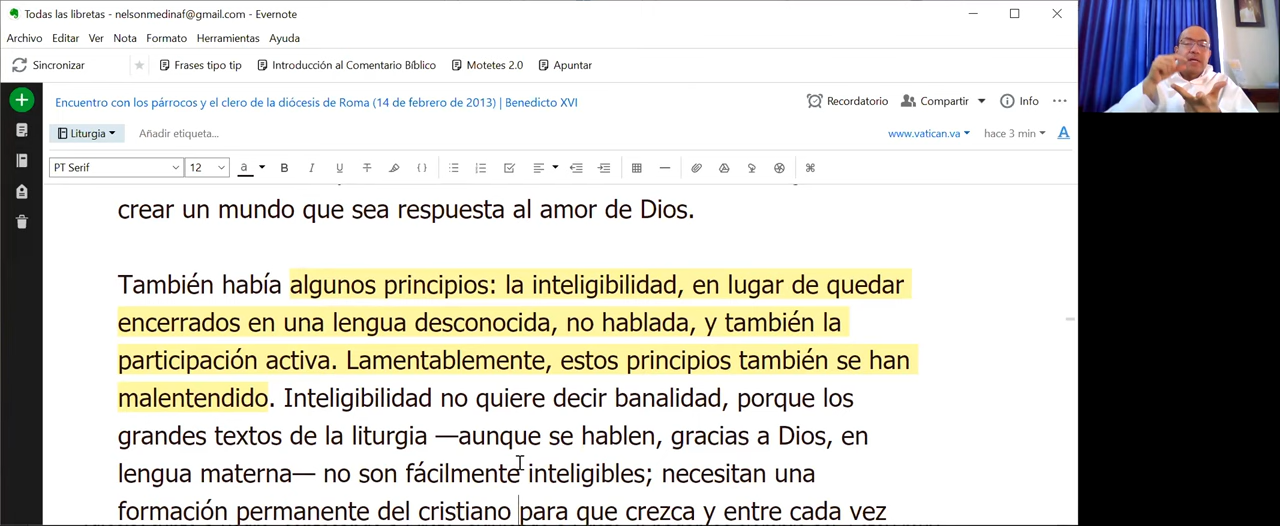 Todas las libretas - nelsonmedinaf@gmail.com - Evernote
Archivo Editar Ver Nota Formato Herramientas Ayuda
Sincronizar Frases tipo tip Introducción al Comentario Bíblico Motetes 2.0 Apuntar
Encuentro con los párrocos y el clero de la diócesis de Roma (14 de febrero de 2013) | Benedicto XVI Recordatorio Compartir Info
Liturgia Añadir etiqueta... www.vatican.va hace 3 min A
PT Serif 12 a B I U T
crear un mundo que sea respuesta al amor de Dios.
También había algunos principios: la inteligibilidad, en lugar de quedar
encerrados en una lengua desconocida, no hablada, y también la
participación activa. Lamentablemente, estos principios también se han
malentendido. Inteligibilidad no quiere decir banalidad, porque los
grandes textos de la liturgia —aunque se hablen, gracias a Dios, en
lengua materna— no son fácilmente inteligibles; necesitan una
formación permanente del cristiano para que crezca y entre cada vez